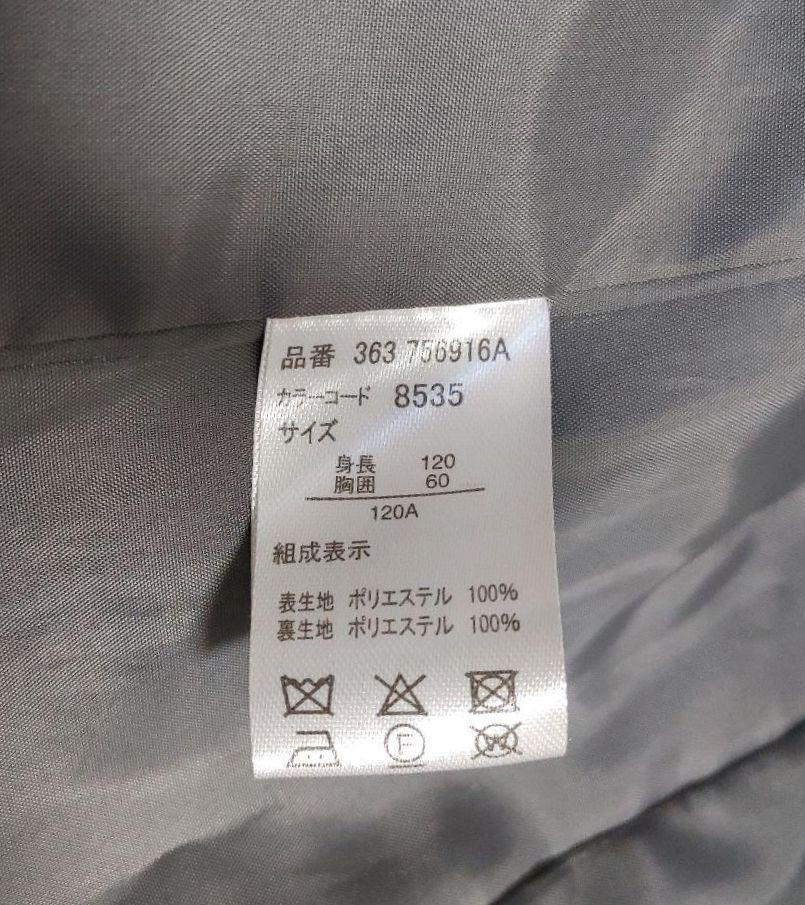 品番 363 756916A
カラーコード 8535
サイズ
身長 120
胸囲 60
120A
組成表示
表生地 ポリエステル 100%
裏生地 ポリエステル 100%
F
W